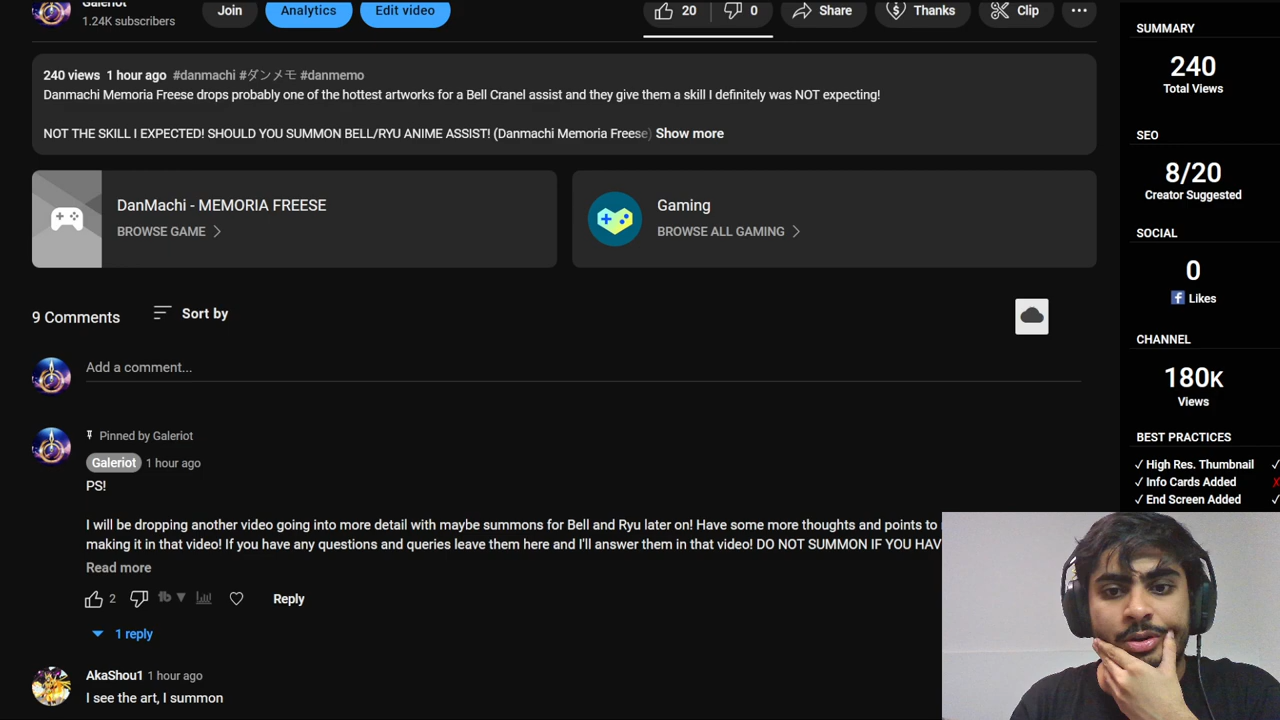 Galeriot
1.24K subscribers
Join
Analytics
Edit video
20
0
Share
Thanks
Clip
240 views 1 hour ago #danmachi #ダンメモ #danmemo
Danmachi Memoria Freese drops probably one of the hottest artworks for a Bell Cranel assist and they give them a skill I definitely was NOT expecting!
NOT THE SKILL I EXPECTED! SHOULD YOU SUMMON BELL/RYU ANIME ASSIST! (Danmachi Memoria Freese) Show more
DanMachi - MEMORIA FREESE
BROWSE GAME
Gaming
BROWSE ALL GAMING
9 Comments
Sort by
Add a comment...
Pinned by Galeriot
Galeriot 1 hour ago
PS!
I will be dropping another video going into more detail with maybe summons for Bell and Ryu later on! Have some more thoughts and points to
making it in that video! If you have any questions and queries leave them here and I'll answer them in that video! DO NOT SUMMON IF YOU HAV
Read more
2
Reply
1 reply
AkaShou1 1 hour ago
I see the art, I summon
SUMMARY
240
Total Views
SEO
8/20
Creator Suggested
SOCIAL
0
f Likes
CHANNEL
180K
Views
BEST PRACTICES
✓ High Res. Thumbnail ✓
✓ Info Cards Added ✗
✓ End Screen Added ✓